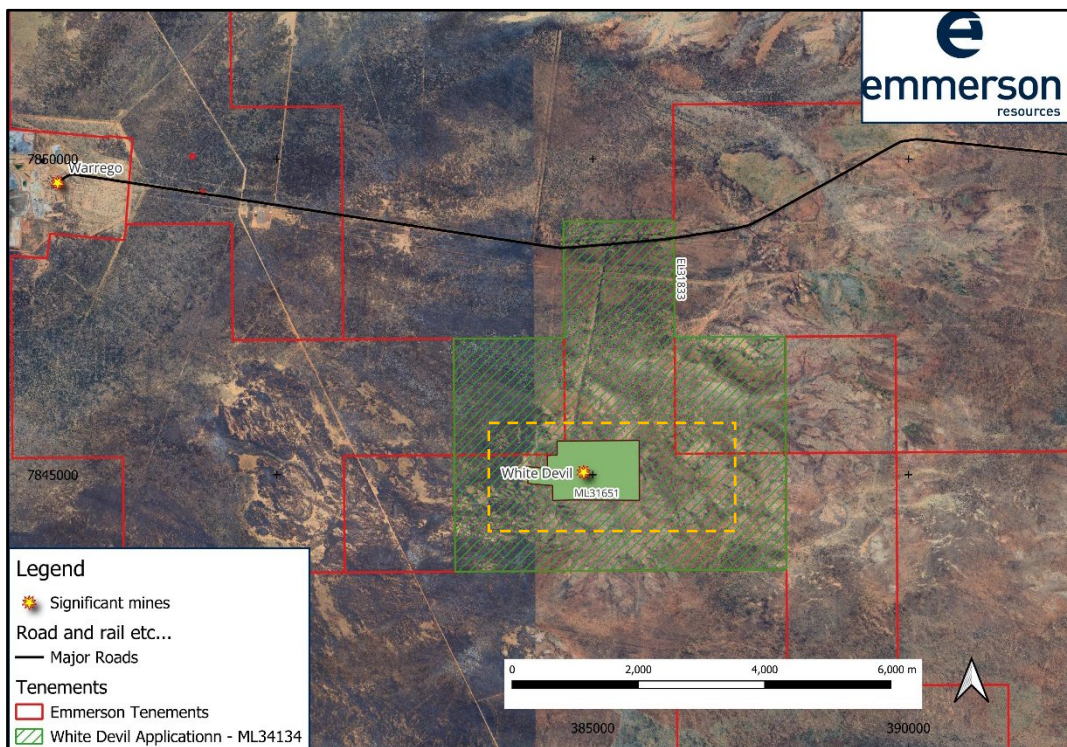 e
emmerson
resources
7850000
Warrego
EL31833
7845000
White Devil
ML31651
Legend
Significant mines
Road and rail etc...
Major Roads
Tenements
Emmerson Tenements
White Devil Applicationn - ML34134
0 2,000 4,000 6,000 m
385000 390000